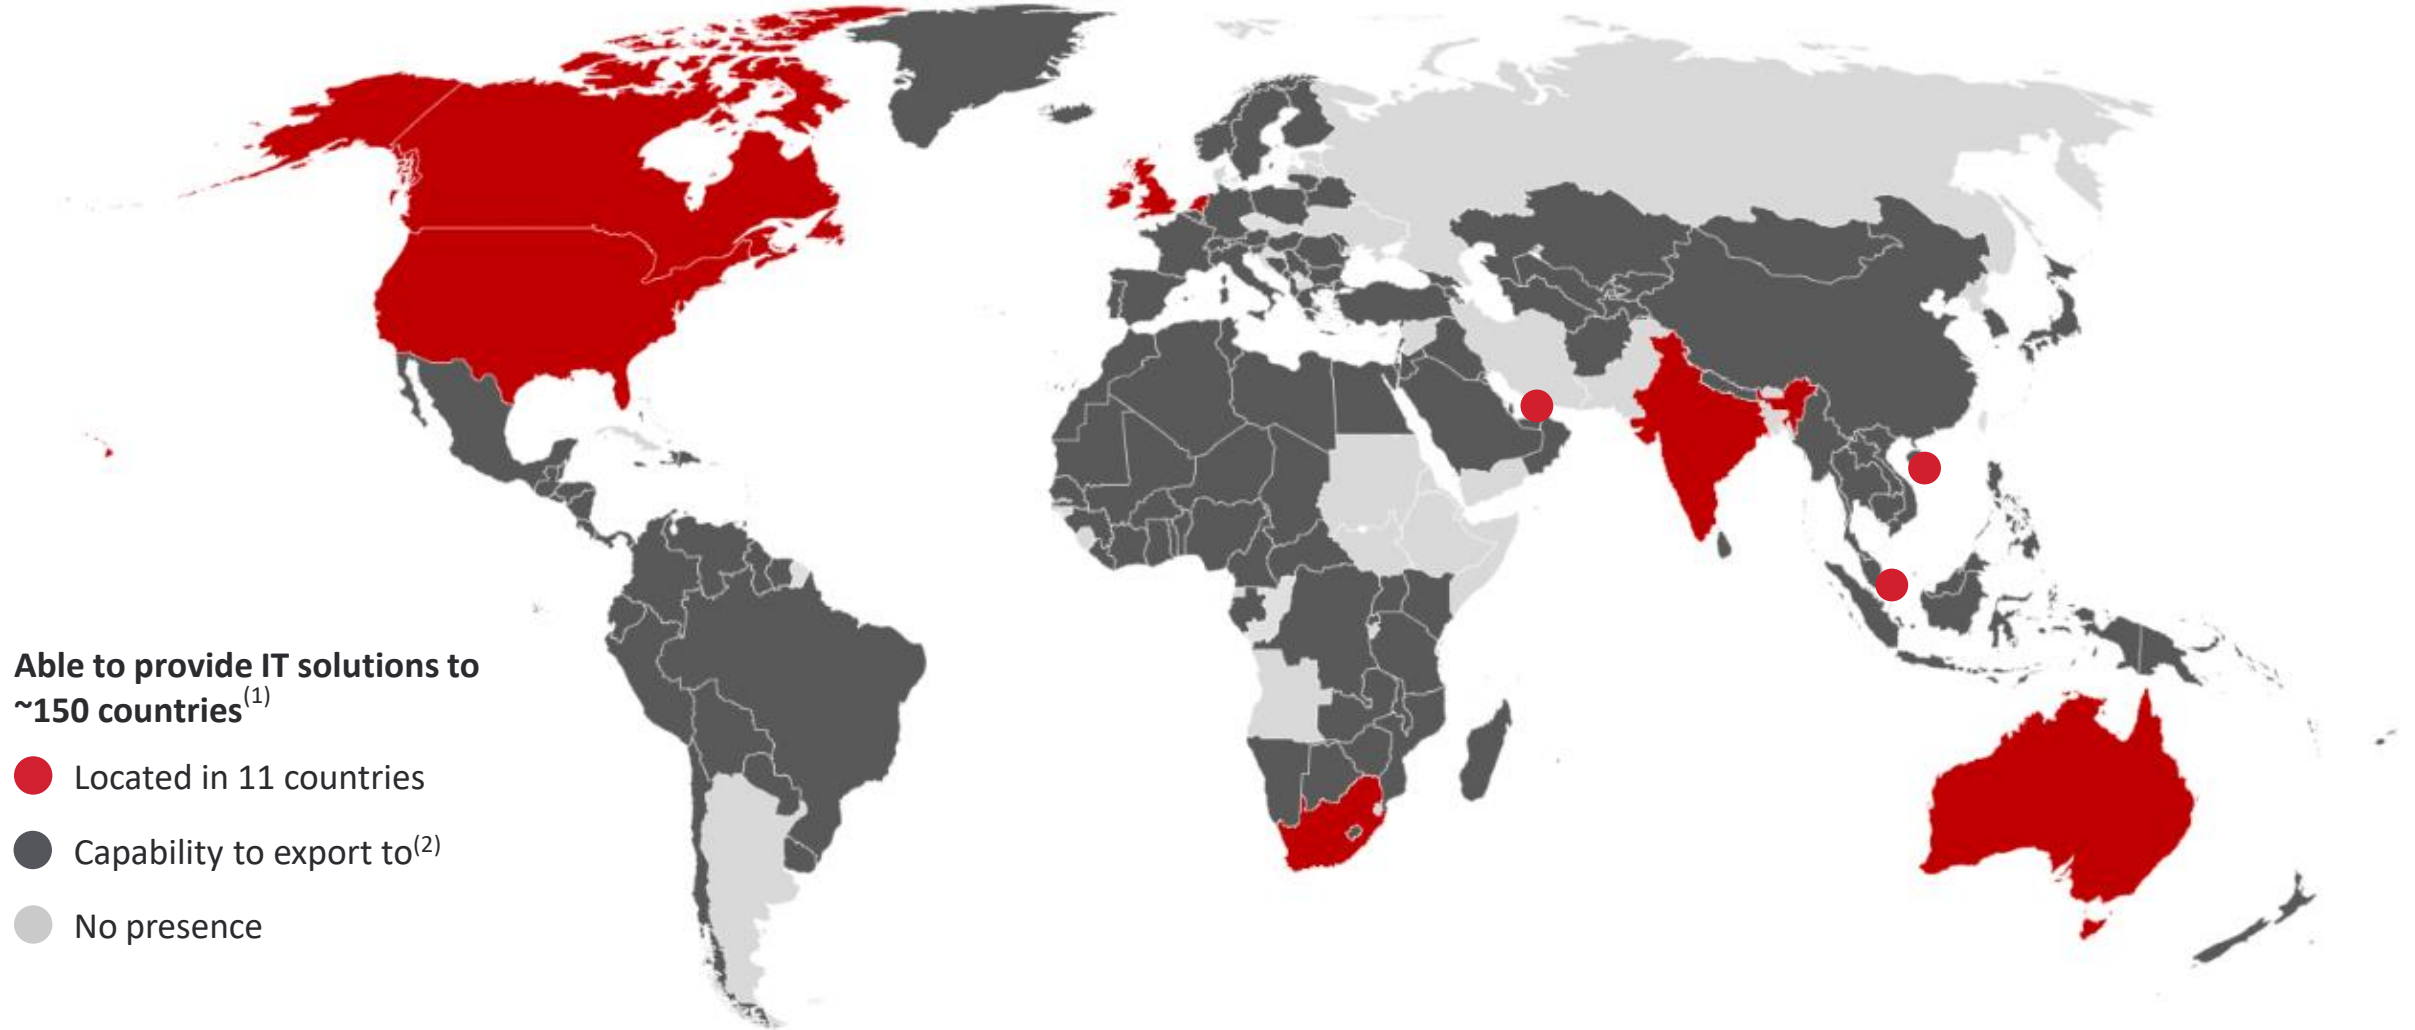 Able to provide IT solutions to
~150 countries(1)
Located in 11 countries
Capability to export to(2)
No presence